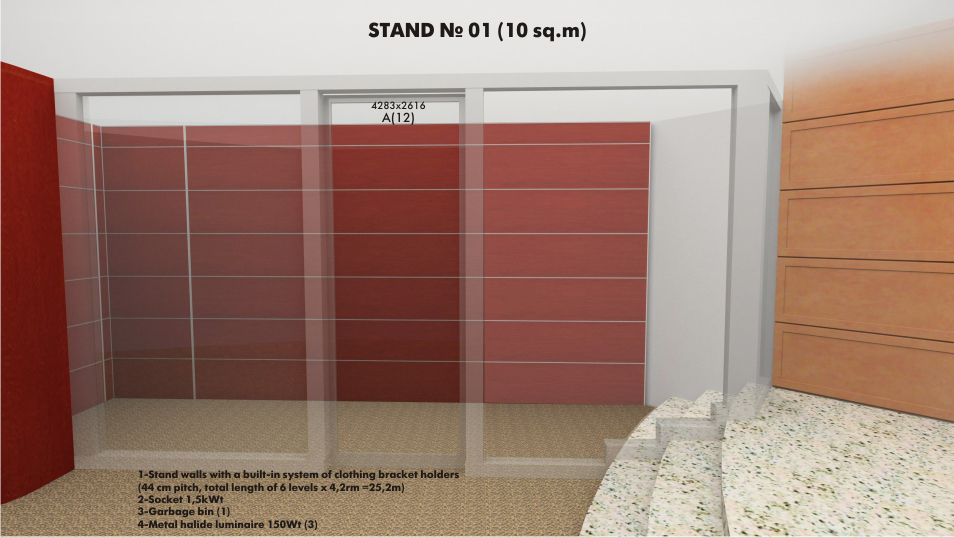 STAND № 01 (10 sq.m)
4283x2616
A(12)
1-Stand walls with a built-in system of clothing bracket holders
(44 cm pitch, total length of 6 levels x 4,2rm =25,2m)
2-Socket 1,5kWt
3-Garbage bin (1)
4-Metal halide luminaire 150Wt (3)